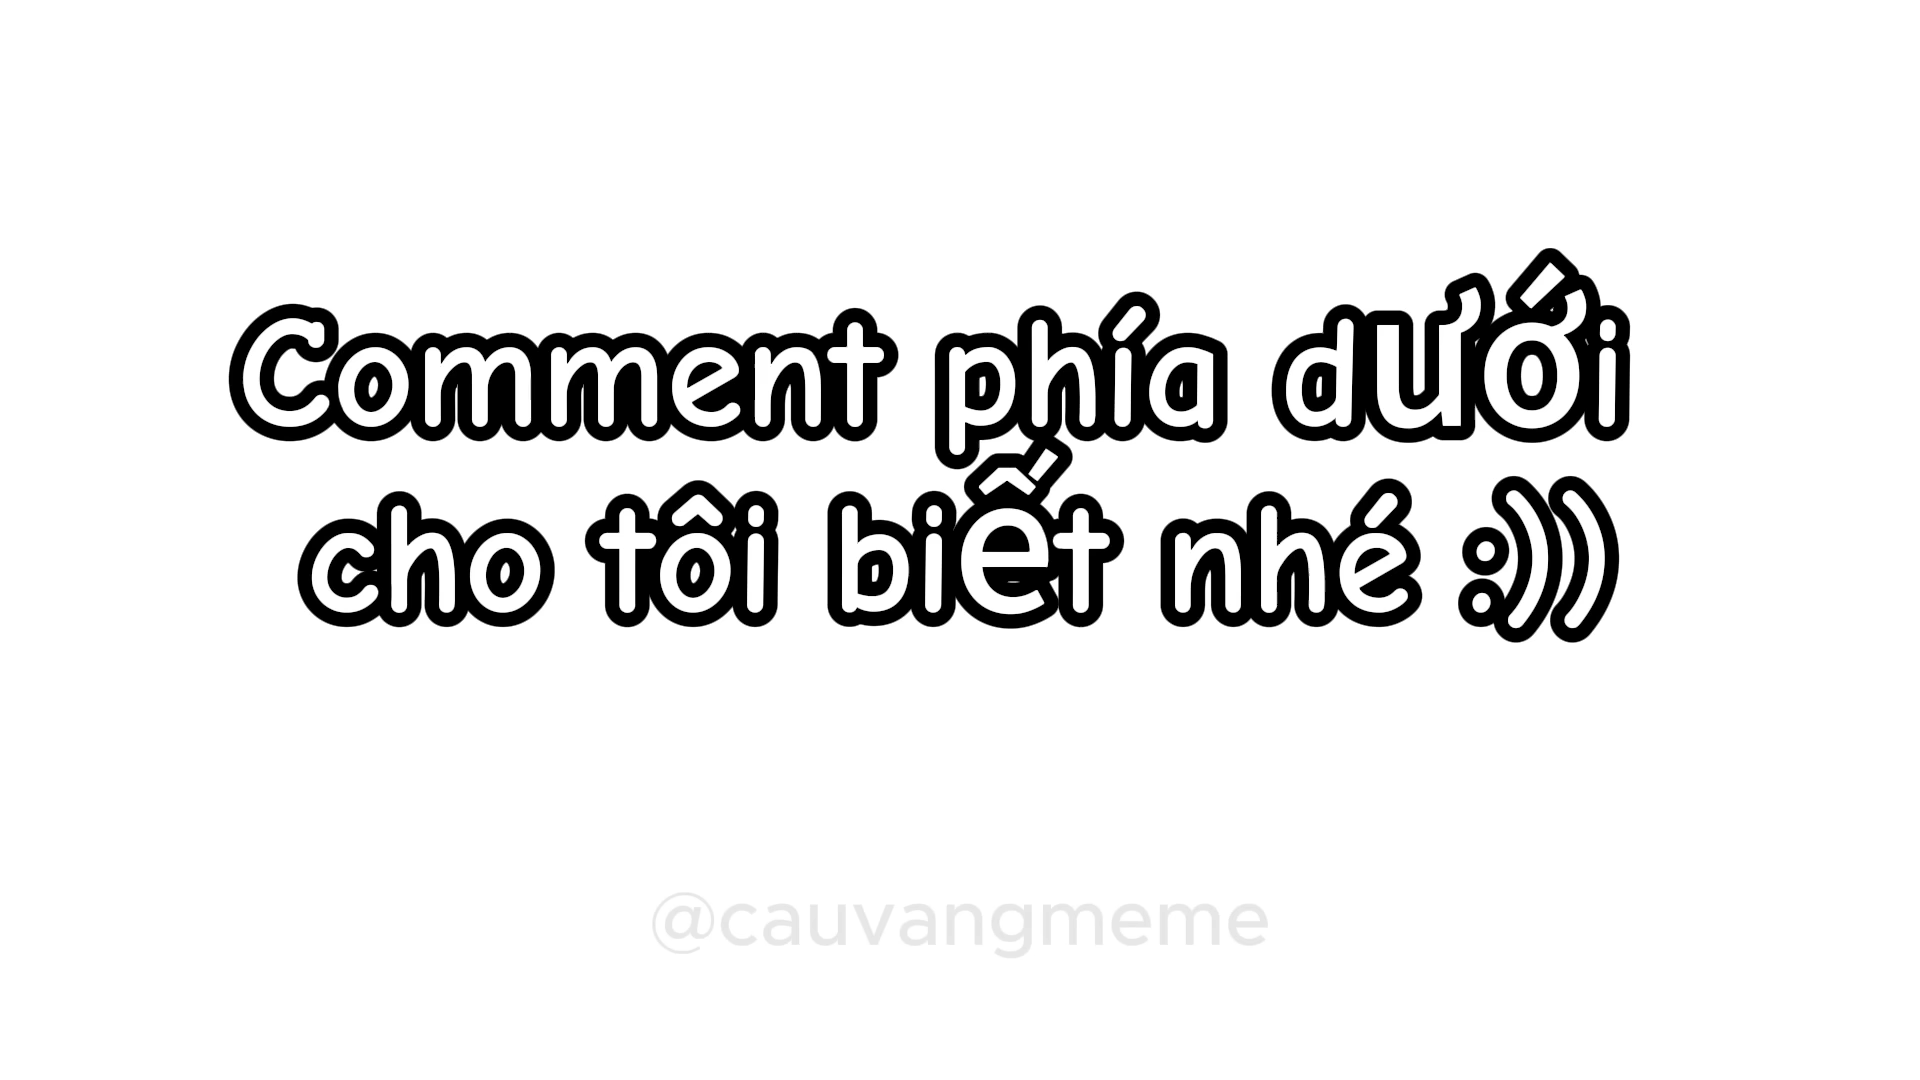 Comment phía dưới
cho tôi biết nhé :))
@cauvangmeme